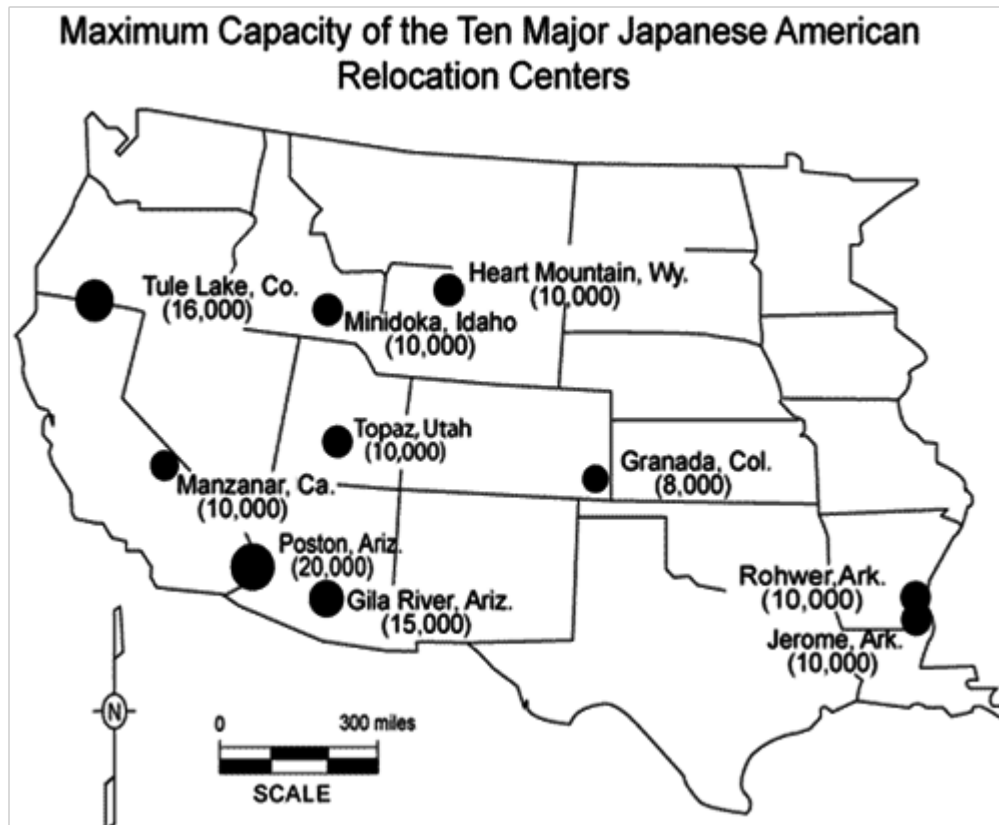 Maximum Capacity of the Ten Major Japanese American
Relocation Centers
Tule Lake, Co.
(16,000)
Heart Mountain, Wy.
(10,000)
Minidoka, Idaho
(10,000)
Topaz, Utah
(10,000)
Granada, Col.
(8,000)
Manzanar, Ca.
(10,000)
Poston, Ariz.
(20,000)
Gila River, Ariz.
(15,000)
Rohwer,Ark.
(10,000)
Jerome, Ark.
(10,000)
N
0 300 miles
SCALE